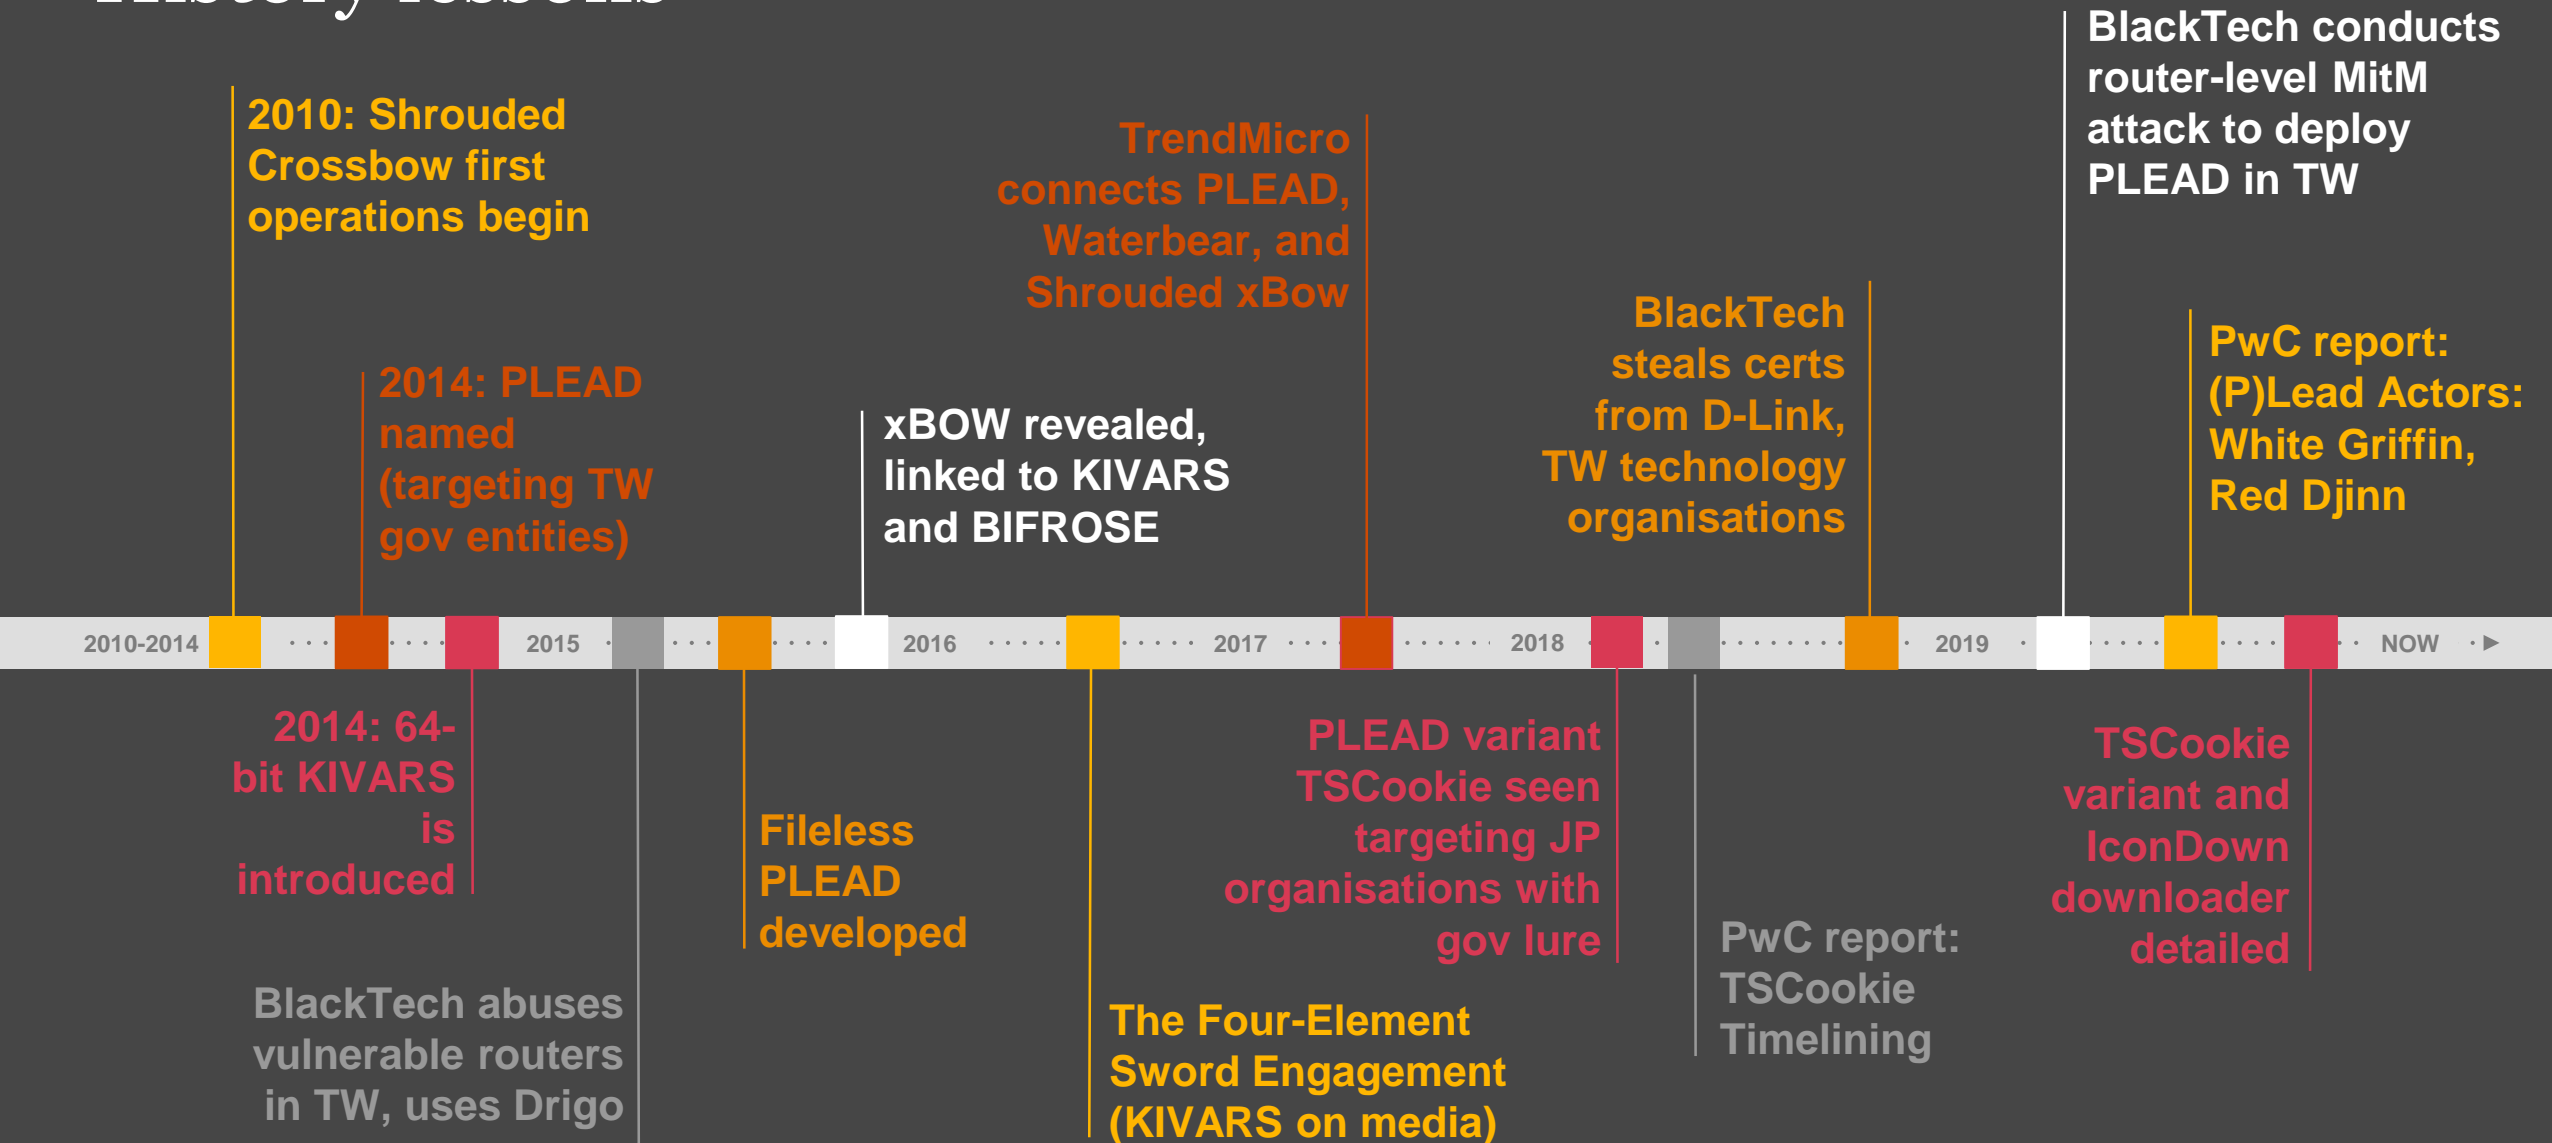 History lessons
2010: Shrouded
Crossbow first
operations begin
2014: PLEAD
named
(targeting TW
gov entities)
xBOW revealed,
linked to KIVARS
and BIFROSE
TrendMicro
connects PLEAD,
Waterbear, and
Shrouded xBow
BlackTech
steals certs
from D-Link,
TW technology
organisations
BlackTech conducts
router-level MitM
attack to deploy
PLEAD in TW
PwC report:
(P)Lead Actors:
White Griffin,
Red Djinn
2010-2014
2015
2016
2017
2018
2019
NOW
2014: 64-
bit KIVARS
is
introduced
BlackTech abuses
vulnerable routers
in TW, uses Drigo
Fileless
PLEAD
developed
The Four-Element
Sword Engagement
(KIVARS on media)
PLEAD variant
TSCookie seen
targeting JP
organisations with
gov lure
PwC report:
TSCookie
Timelining
TSCookie
variant and
IconDown
downloader
detailed